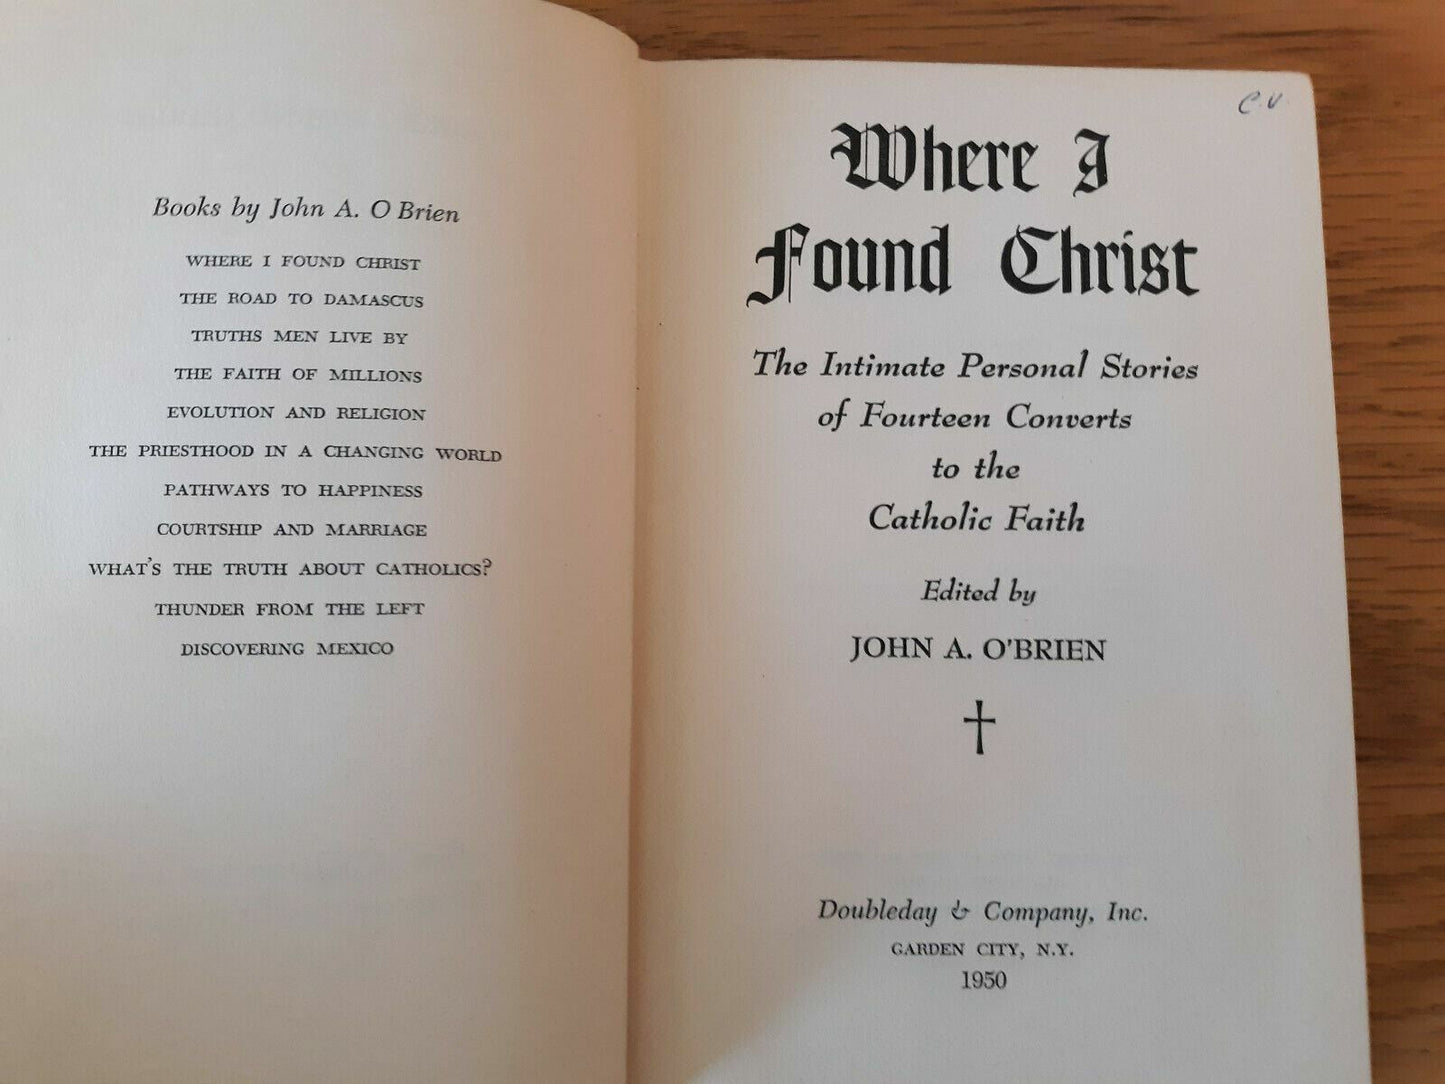 Books by John A. O Brien
WHERE I FOUND CHRIST
THE ROAD TO DAMASCUS
TRUTHS MEN LIVE BY
THE FAITH OF MILLIONS
EVOLUTION AND RELIGION
THE PRIESTHOOD IN A CHANGING WORLD
PATHWAYS TO HAPPINESS
COURTSHIP AND MARRIAGE
WHAT'S THE TRUTH ABOUT CATHOLICS?
THUNDER FROM THE LEFT
DISCOVERING MEXICO
C.V
Where I
Found Christ
The Intimate Personal Stories
of Fourteen Converts
to the
Catholic Faith
Edited by
JOHN A. O'BRIEN
Doubleday & Company, Inc.
GARDEN CITY, N.Y.
1950